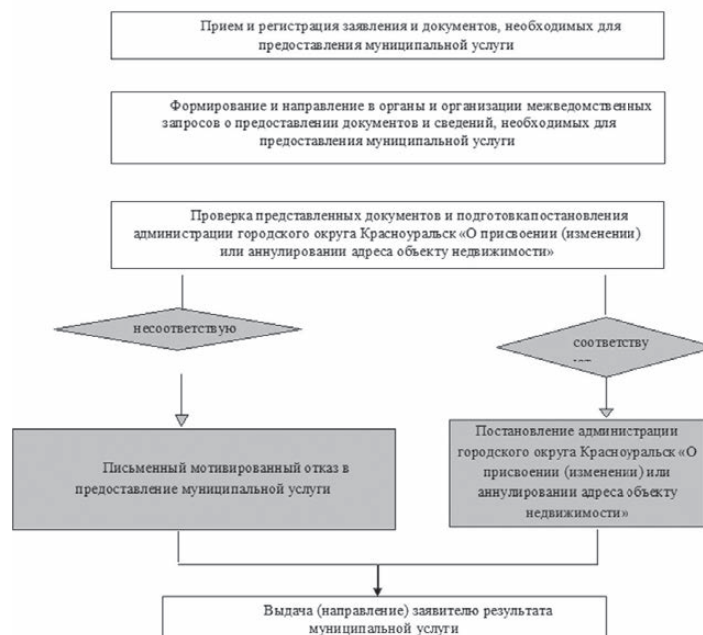 Прием и регистрация заявления и документов, необходимых для
предоставления муниципальной услуги
Формирование и направление в органы и организации межведомственных
запросов о предоставлении документов и сведений, необходимых для
предоставления муниципальной услуги
Проверка представленных документов и подготовкапостановления
администрации городского округа Красноуральск «О присвоении (изменении)
или аннулировании адреса объекту недвижимости»
несоответствую
соответству
Письменный мотивированный отказ в
предоставление муниципальной услуги
Постановление администрации
городского округа Красноуральск «О
присвоении (изменении) или
аннулировании адреса объекту
недвижимости»
Выдача (направление) заявителю результата
муниципальной услуги